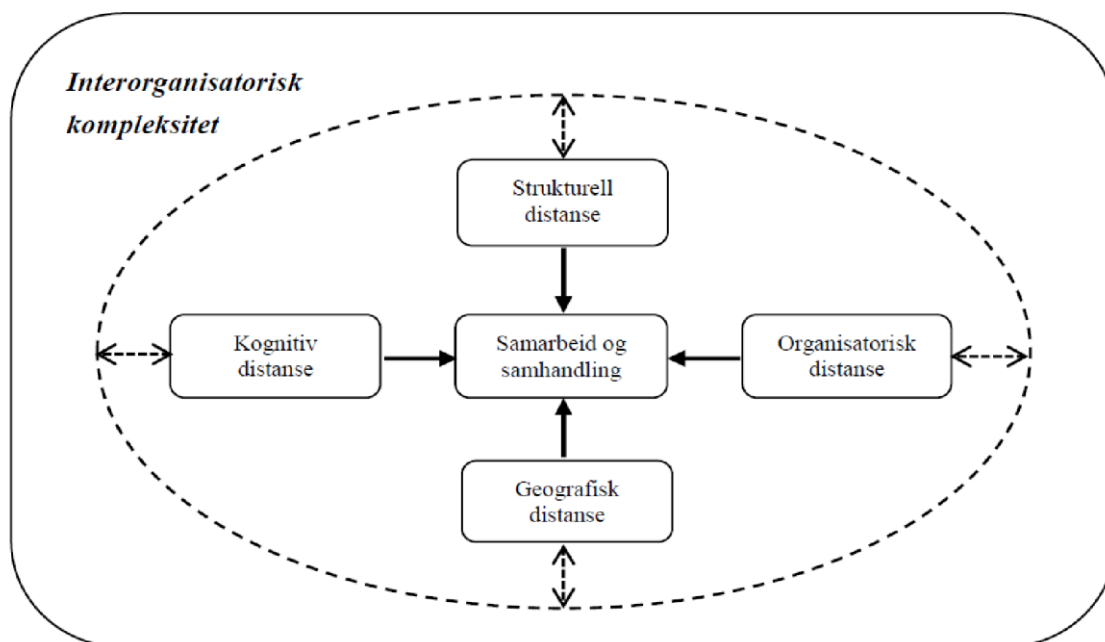 Interorganisatorisk
kompleksitet
Strukturell
distanse
Kognitiv
distanse
Samarbeid og
samhandling
Organisatorisk
distanse
Geografisk
distanse